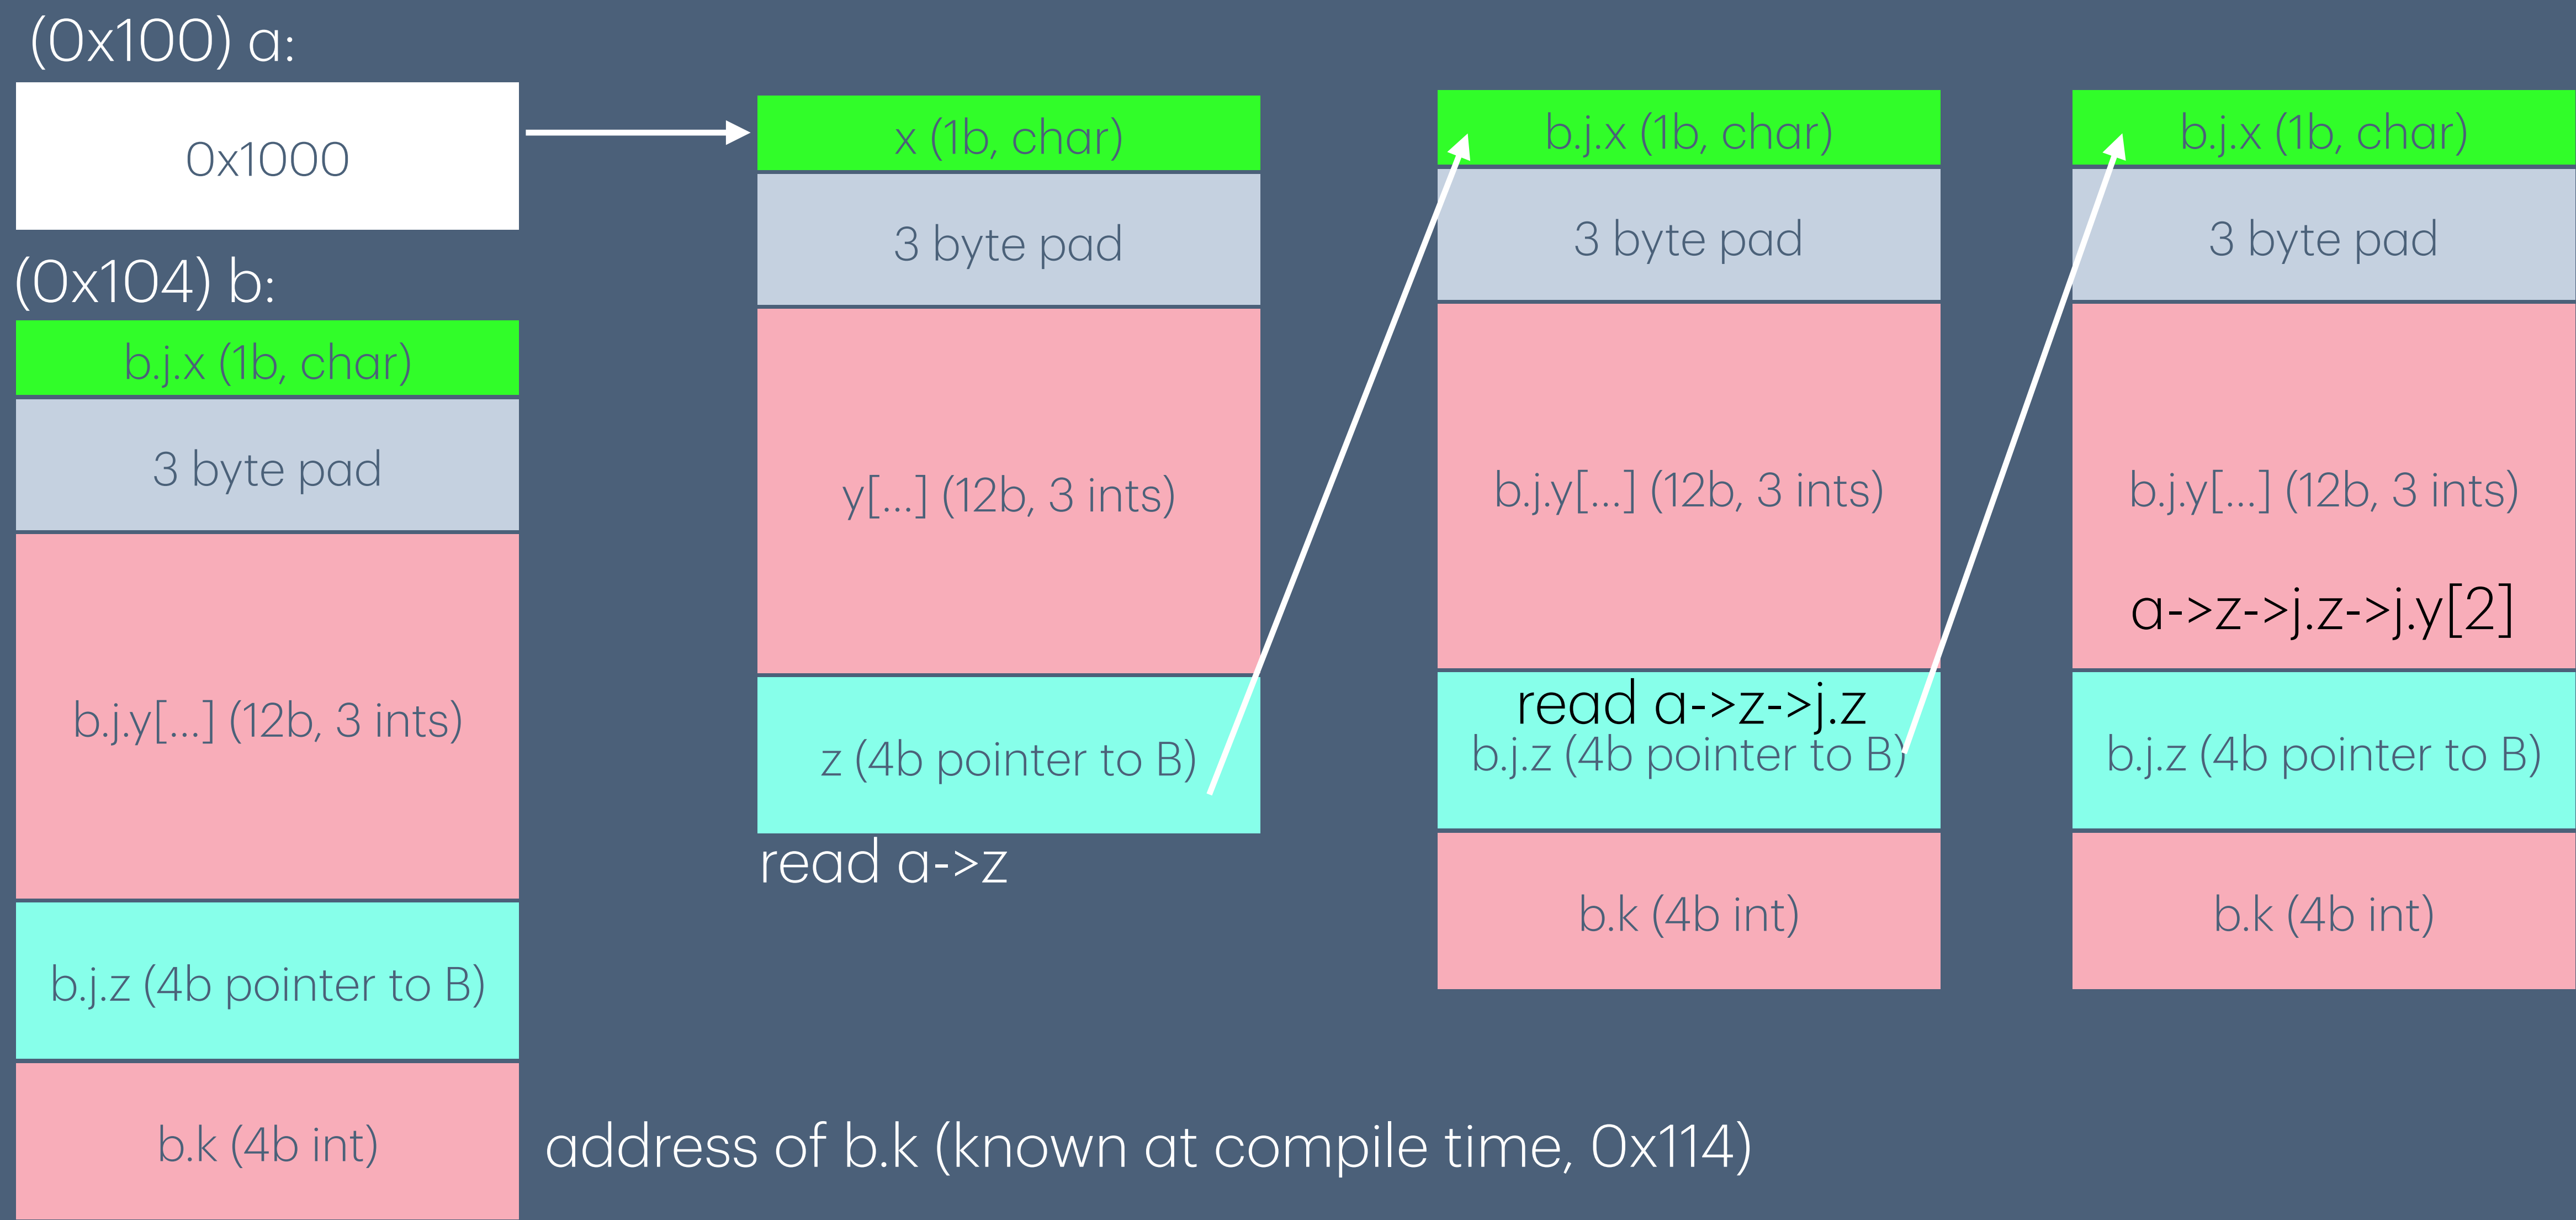 (0x100) a:
0x1000
(0x104) b:
b.j.x (1b, char)
3 byte pad
b.j.y[...] (12b, 3 ints)
b.j.z (4b pointer to B)
b.k (4b int)
x (1b, char)
3 byte pad
y[...] (12b, 3 ints)
z (4b pointer to B)
read a->z
b.j.x (1b, char)
3 byte pad
b.j.y[...] (12b, 3 ints)
read a->z->j.z
b.j.z (4b pointer to B)
b.k (4b int)
b.j.x (1b, char)
3 byte pad
b.j.y[...] (12b, 3 ints)
a->z->j.z->j.y[2]
b.j.z (4b pointer to B)
b.k (4b int)
address of b.k (known at compile time, 0x114)